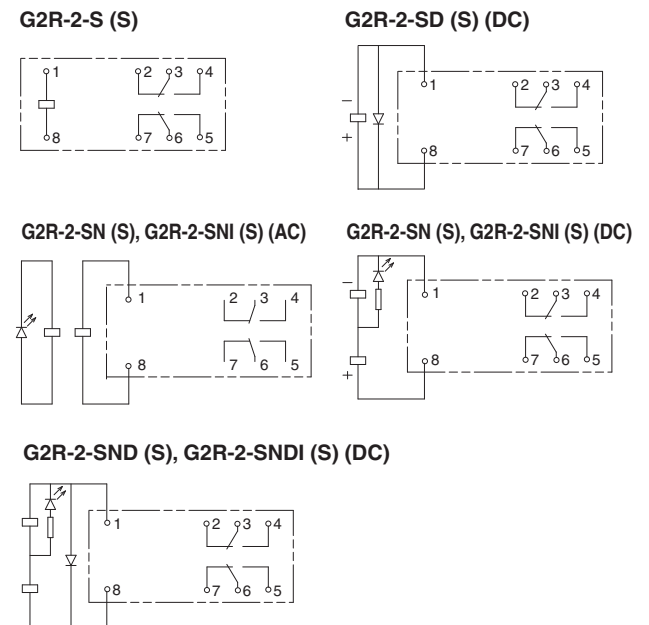 G2R-2-S (S)
1 2 3 4
8 7 6 5
G2R-2-SD (S) (DC)
−
+
1 2 3 4
8 7 6 5
G2R-2-SN (S), G2R-2-SNI (S) (AC)
1 2 3 4
8 7 6 5
G2R-2-SN (S), G2R-2-SNI (S) (DC)
−
1 2 3 4
8 7 6 5
+
G2R-2-SND (S), G2R-2-SNDI (S) (DC)
1 2 3 4
8 7 6 5